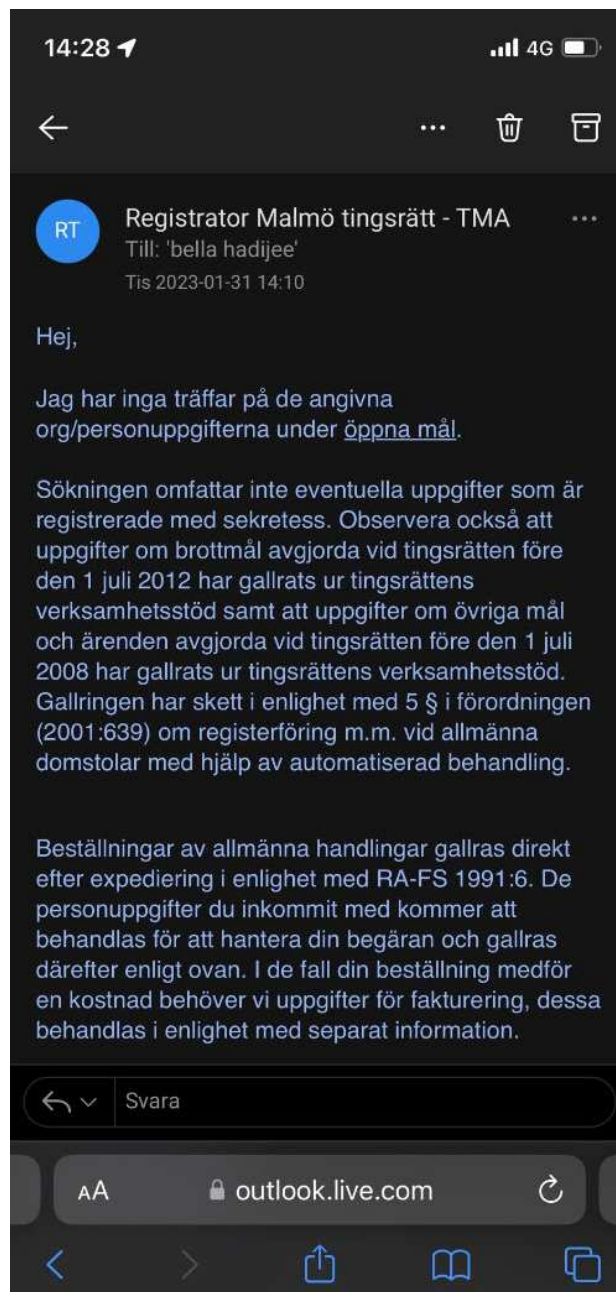 14:28
4G
RT
Registrator Malmö tingsrätt - TMA
Till: 'bella hadijee'
Tis 2023-01-31 14:10
Hej,
Jag har inga träffar på de angivna
org/personuppgifterna under öppna mål.
Sökningen omfattar inte eventuella uppgifter som är
registrerade med sekretess. Observera också att
uppgifter om brottmål avgjorda vid tingsrätten före
den 1 juli 2012 har gallrats ur tingsrättens
verksamhetsstöd samt att uppgifter om övriga mål
och ärenden avgjorda vid tingsrätten före den 1 juli
2008 har gallrats ur tingsrättens verksamhetsstöd.
Gallringen har skett i enlighet med 5 § i förordningen
(2001:639) om registerföring m.m. vid allmänna
domstolar med hjälp av automatiserad behandling.
Beställningar av allmänna handlingar gallras direkt
efter expediering i enlighet med RA-FS 1991:6. De
personuppgifter du inkommit med kommer att
behandlas för att hantera din begäran och gallras
därefter enligt ovan. I de fall din beställning medför
en kostnad behöver vi uppgifter för fakturering, dessa
behandlas i enlighet med separat information.
Svara
AA outlook.live.com